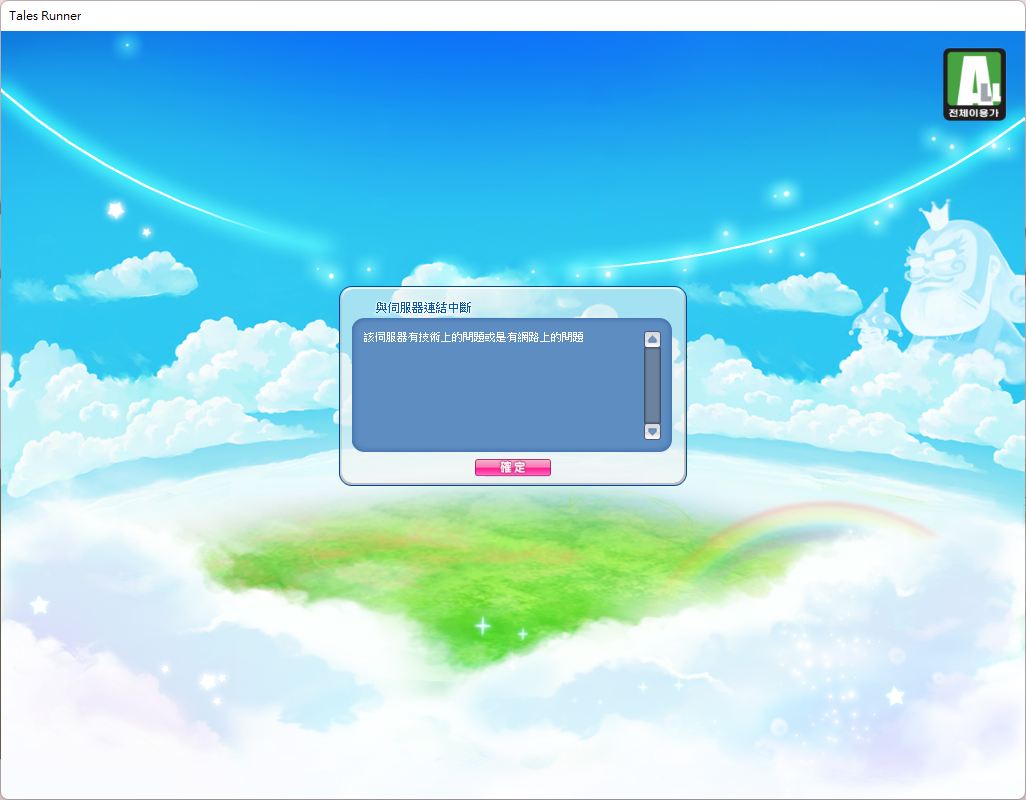 Tales Runner
ALL
전체이용가
與伺服器連結中斷
該伺服器有技術上的問題或是有網路上的問題
確定